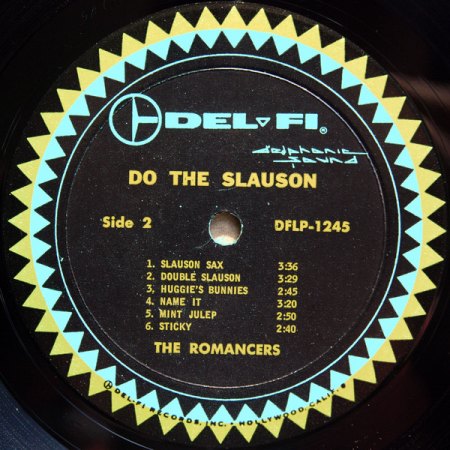 DEL-FI®
delphonic
sound
DO THE SLAUSON
Side 2 DFLP-1245
1. SLAUSON SAX 3:36
2. DOUBLE SLAUSON 3:29
3. HUGGIE'S BUNNIES 2:45
4. NAME IT 3:20
5. MINT JULEP 2:50
6. STICKY 2:40
THE ROMANCERS
DEL-FI RECORDS, INC. • HOLLYWOOD, CALIF.